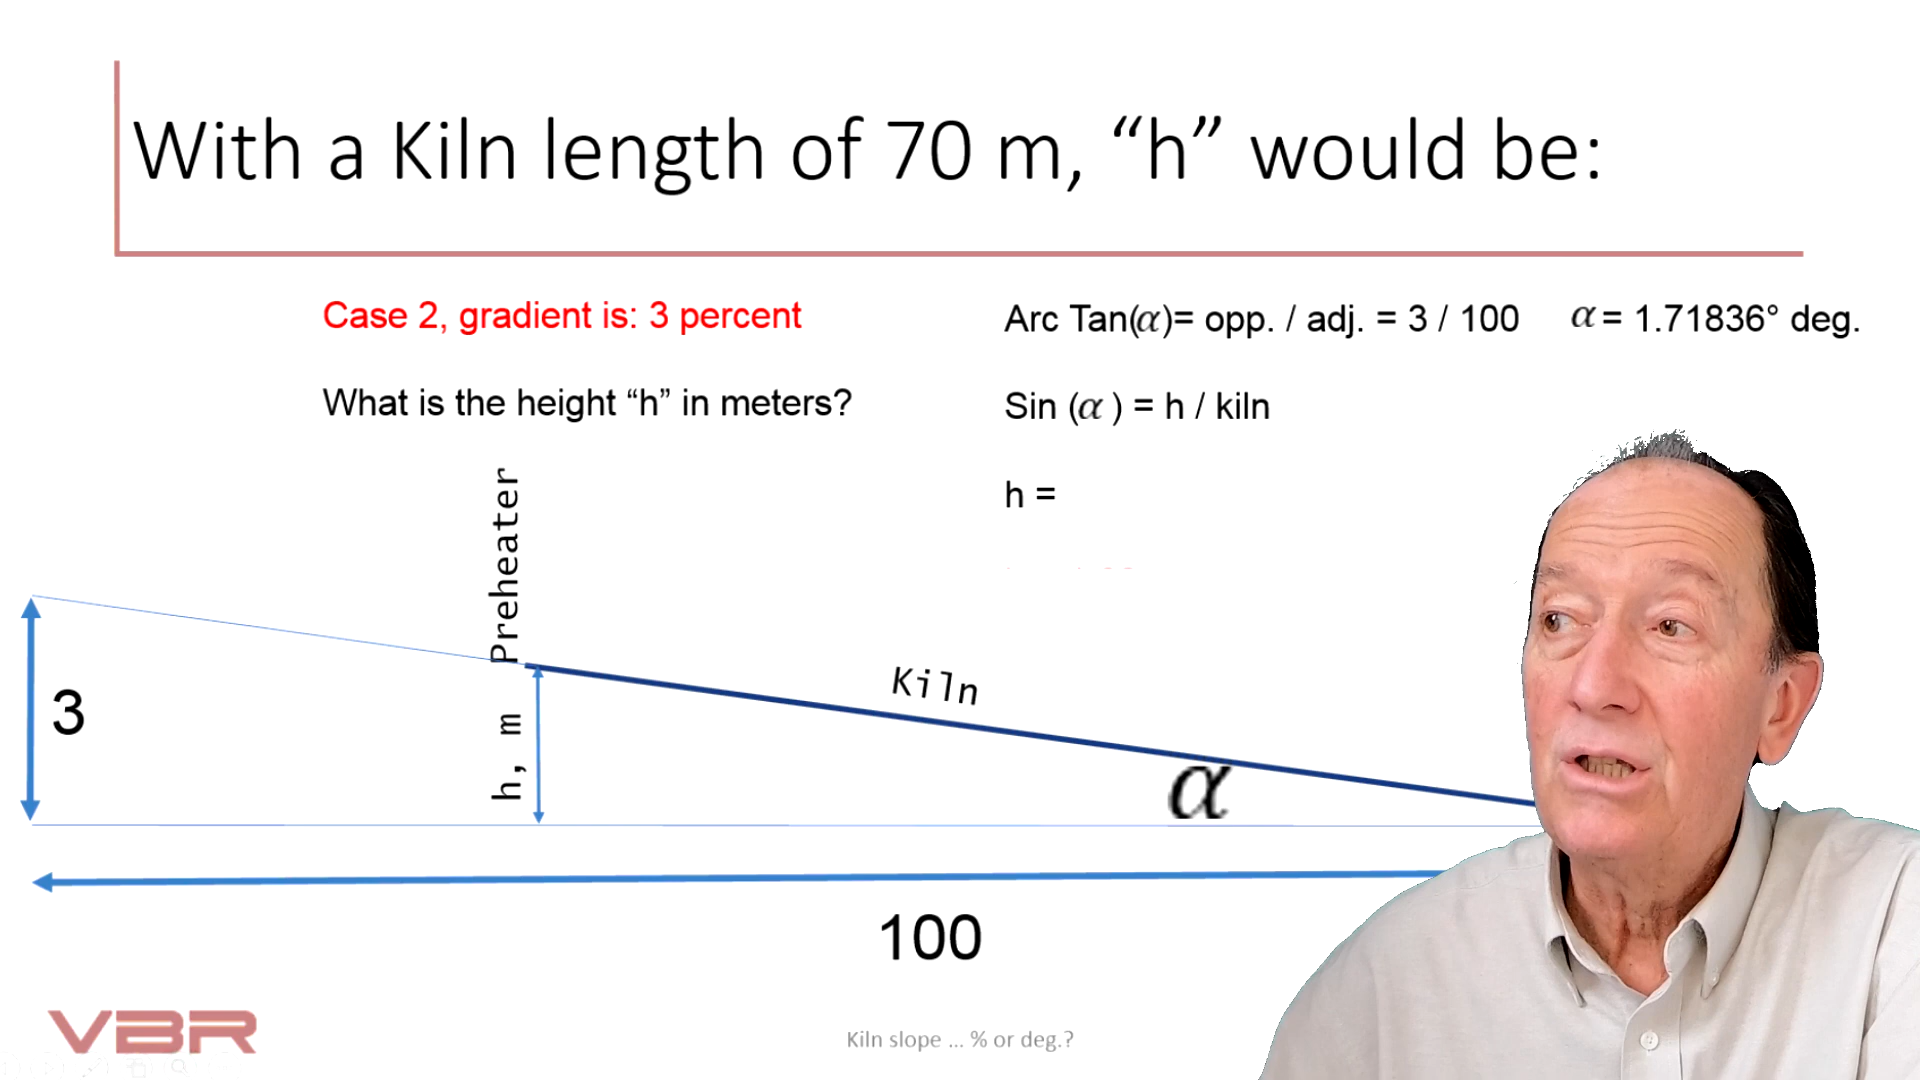 With a Kiln length of 70 m, “h” would be:
Case 2, gradient is: 3 percent
Arc Tan(α)= opp. / adj. = 3 / 100
α = 1.71836° deg.
What is the height “h” in meters?
Sin (α ) = h / kiln
h =
Preheater
h, m
Kiln
α
3
100
VBR
Kiln slope ... % or deg.?